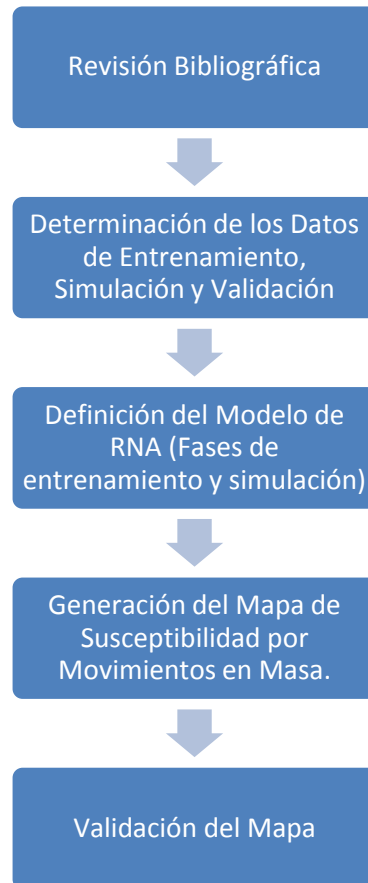 Revisión Bibliográfica
Determinación de los Datos
de Entrenamiento,
Simulación y Validación
Definición del Modelo de
RNA (Fases de
entrenamiento y simulación)
Generación del Mapa de
Susceptibilidad por
Movimientos en Masa.
Validación del Mapa